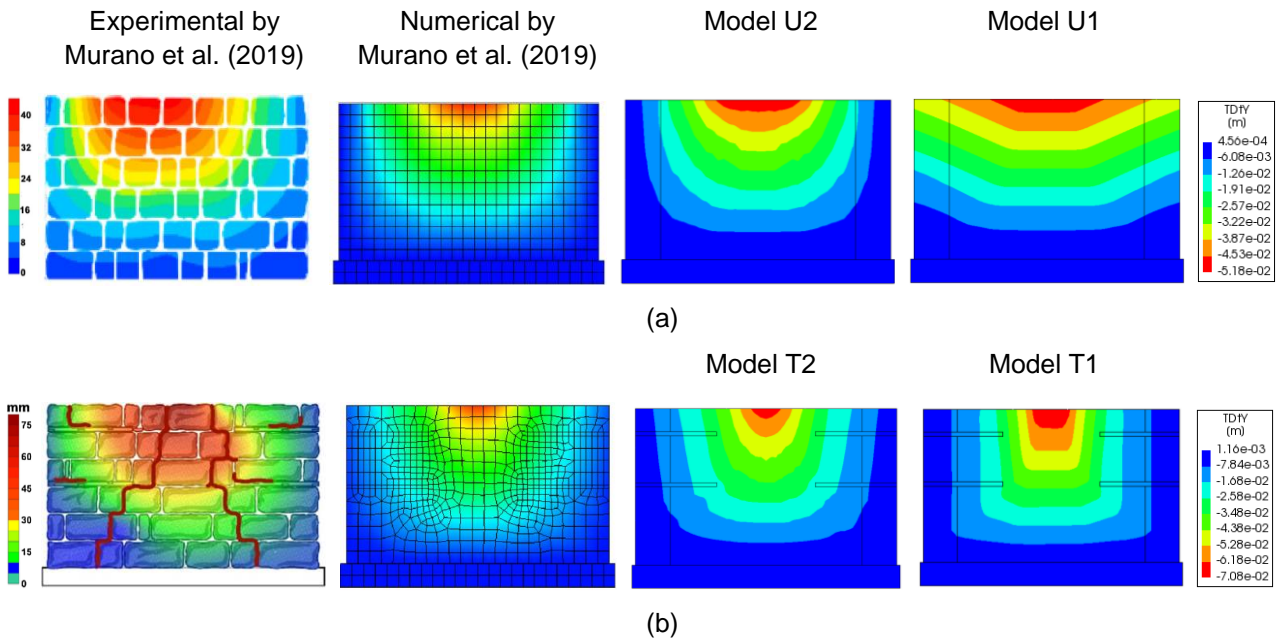 Experimental by
Murano et al. (2019)
Numerical by
Murano et al. (2019)
Model U2
Model U1
40
32
24
16
8
0
TDtY
(m)
4.56e-04
-6.08e-03
-1.26e-02
-1.91e-02
-2.57e-02
-3.22e-02
-3.87e-02
-4.53e-02
-5.18e-02
(a)
Model T2
Model T1
mm
75
60
45
30
15
0
TDtY
(m)
1.16e-03
-7.84e-03
-1.68e-02
-2.58e-02
-3.48e-02
-4.38e-02
-5.28e-02
-6.18e-02
-7.08e-02
(b)